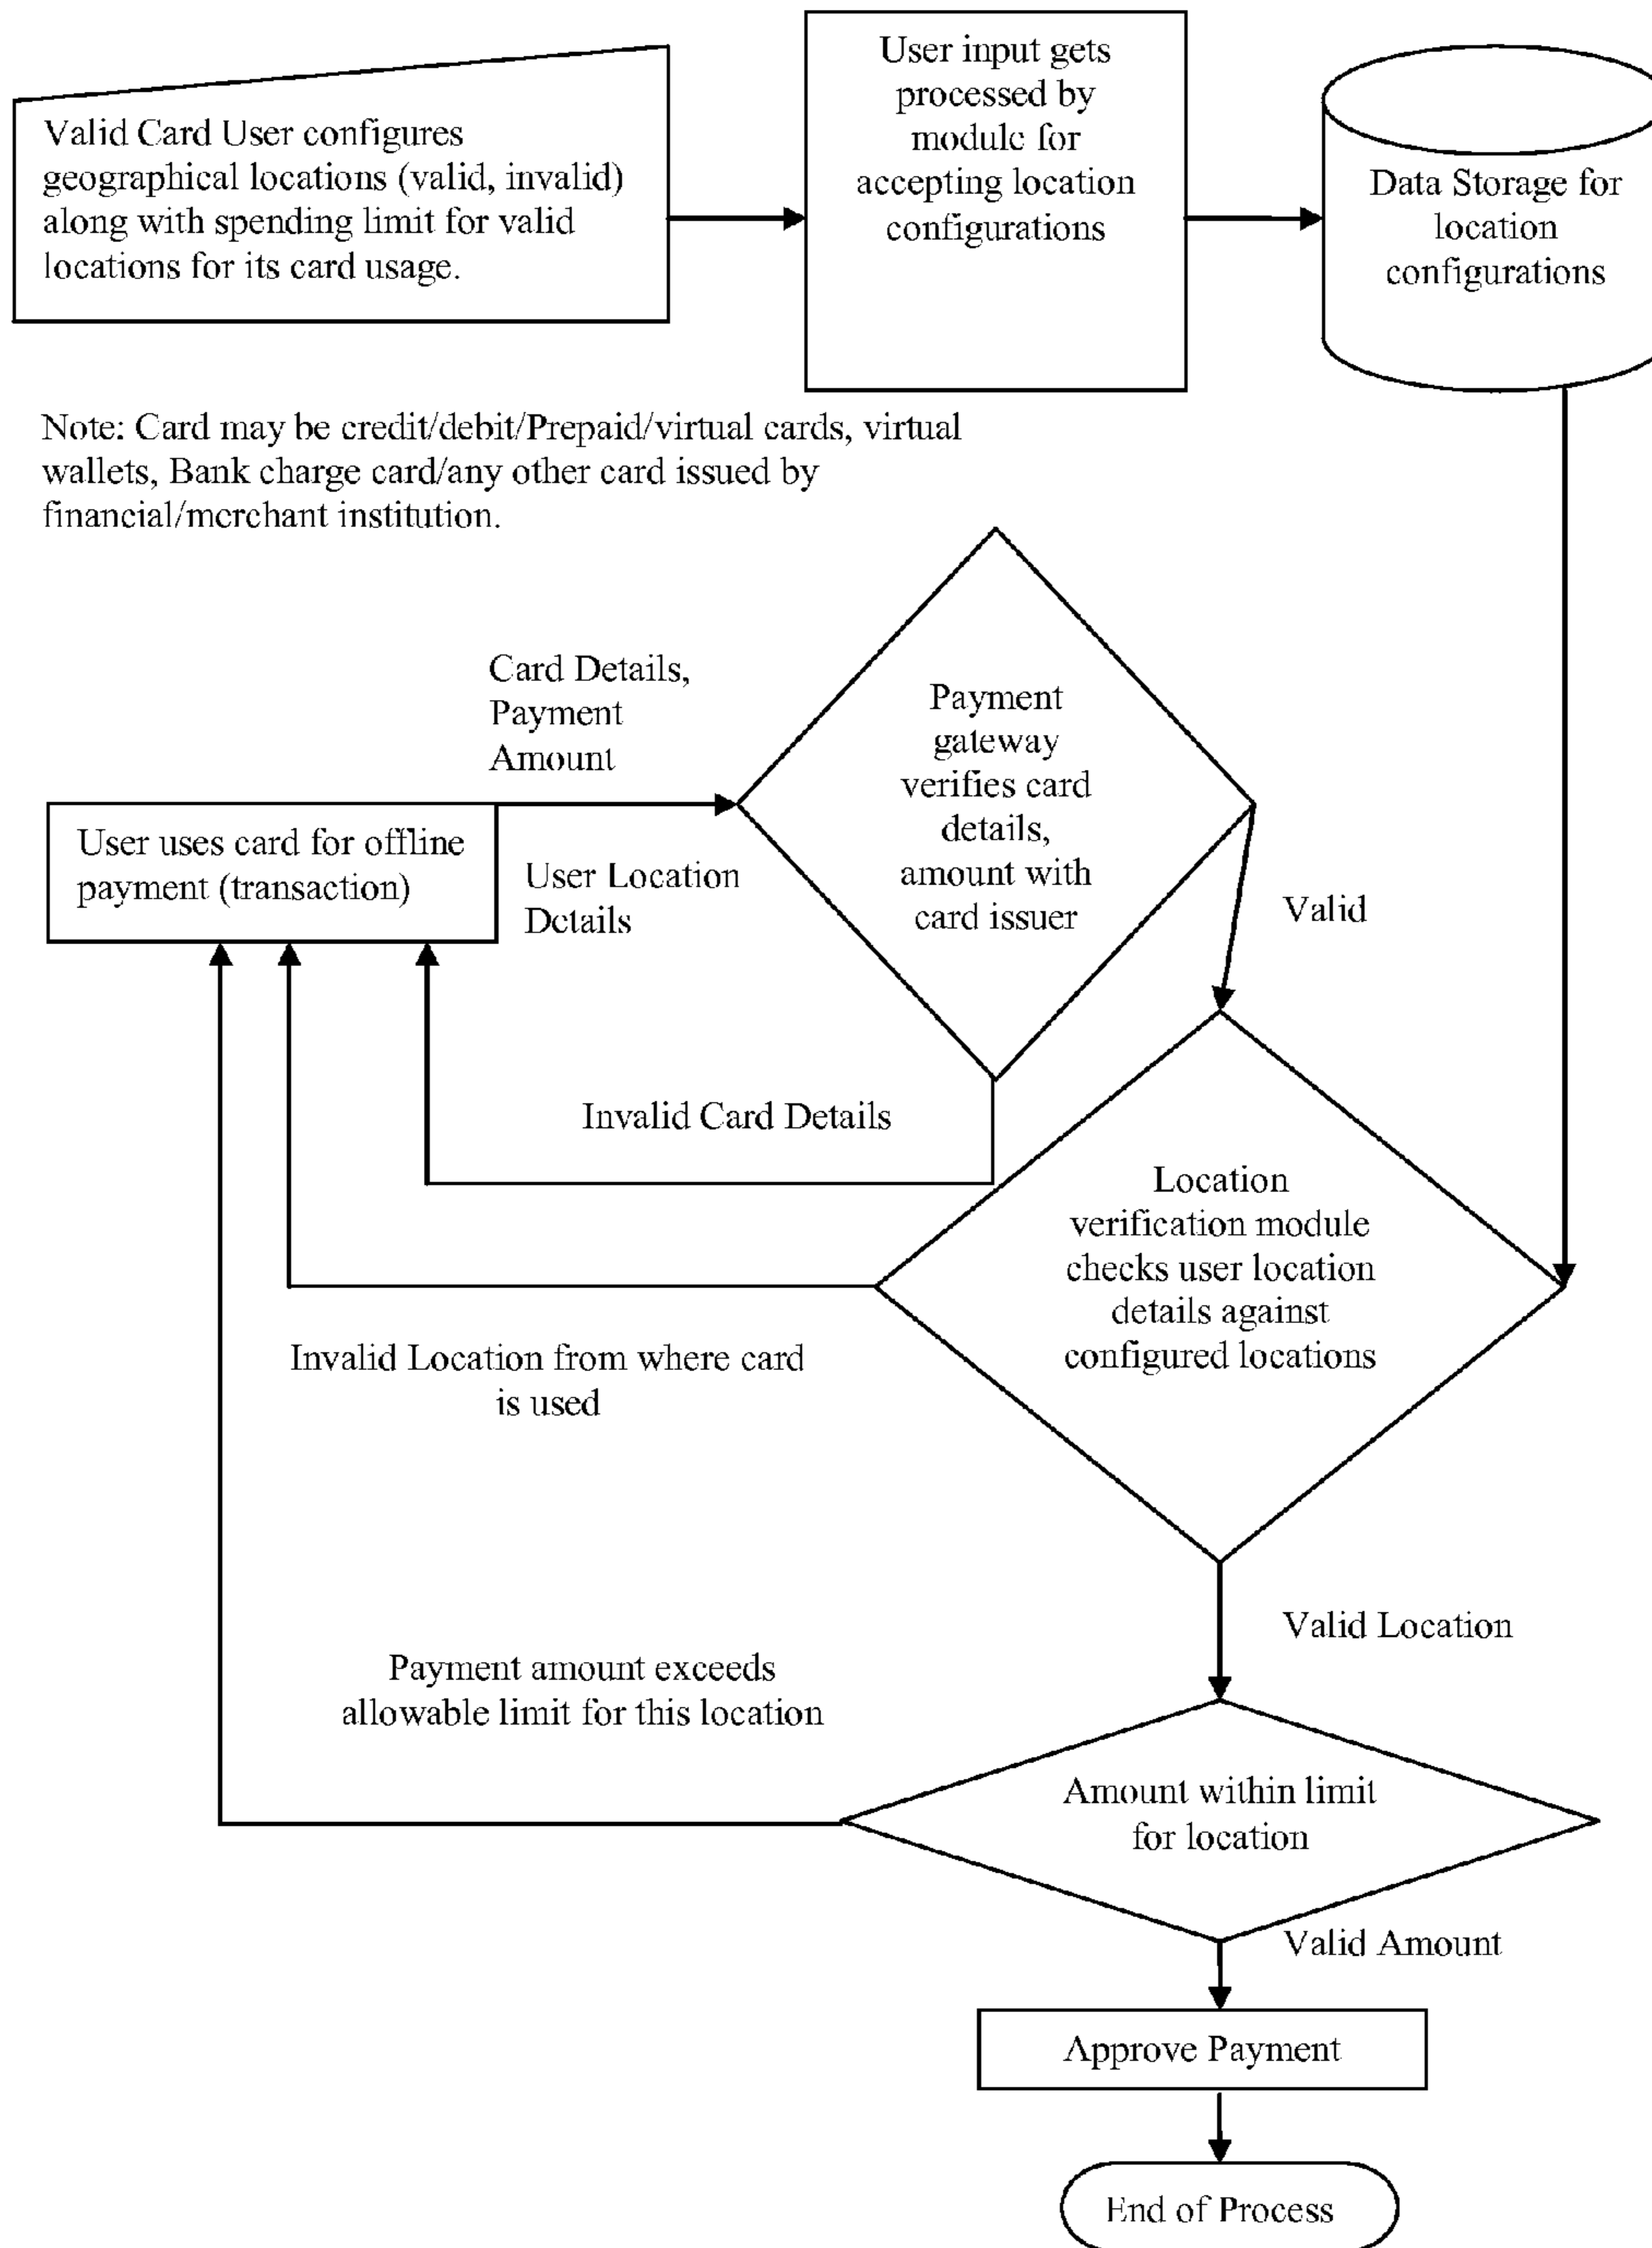 Valid Card User configures
geographical locations (valid, invalid)
along with spending limit for valid
locations for its card usage.
User input gets
processed by
module for
accepting location
configurations
Data Storage for
location
configurations
Note: Card may be credit/debit/Prepaid/virtual cards, virtual
wallets, Bank charge card/any other card issued by
financial/merchant institution.
Card Details,
Payment
Amount
User Location
Details
User uses card for offline
payment (transaction)
Payment
gateway
verifies card
details,
amount with
card issuer
Valid
Invalid Card Details
Location
verification module
checks user location
details against
configured locations
Invalid Location from where card
is used
Valid Location
Payment amount exceeds
allowable limit for this location
Amount within limit
for location
Valid Amount
Approve Payment
End of Process